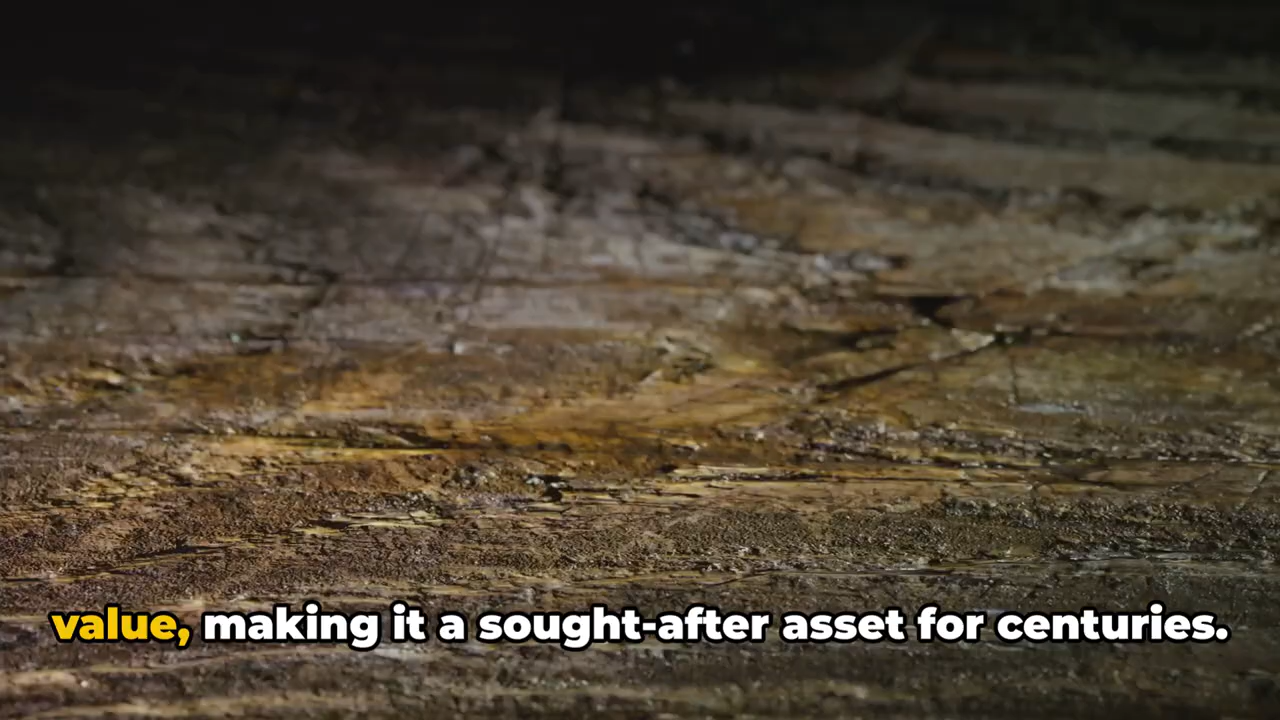 value, making it a sought-after asset for centuries.